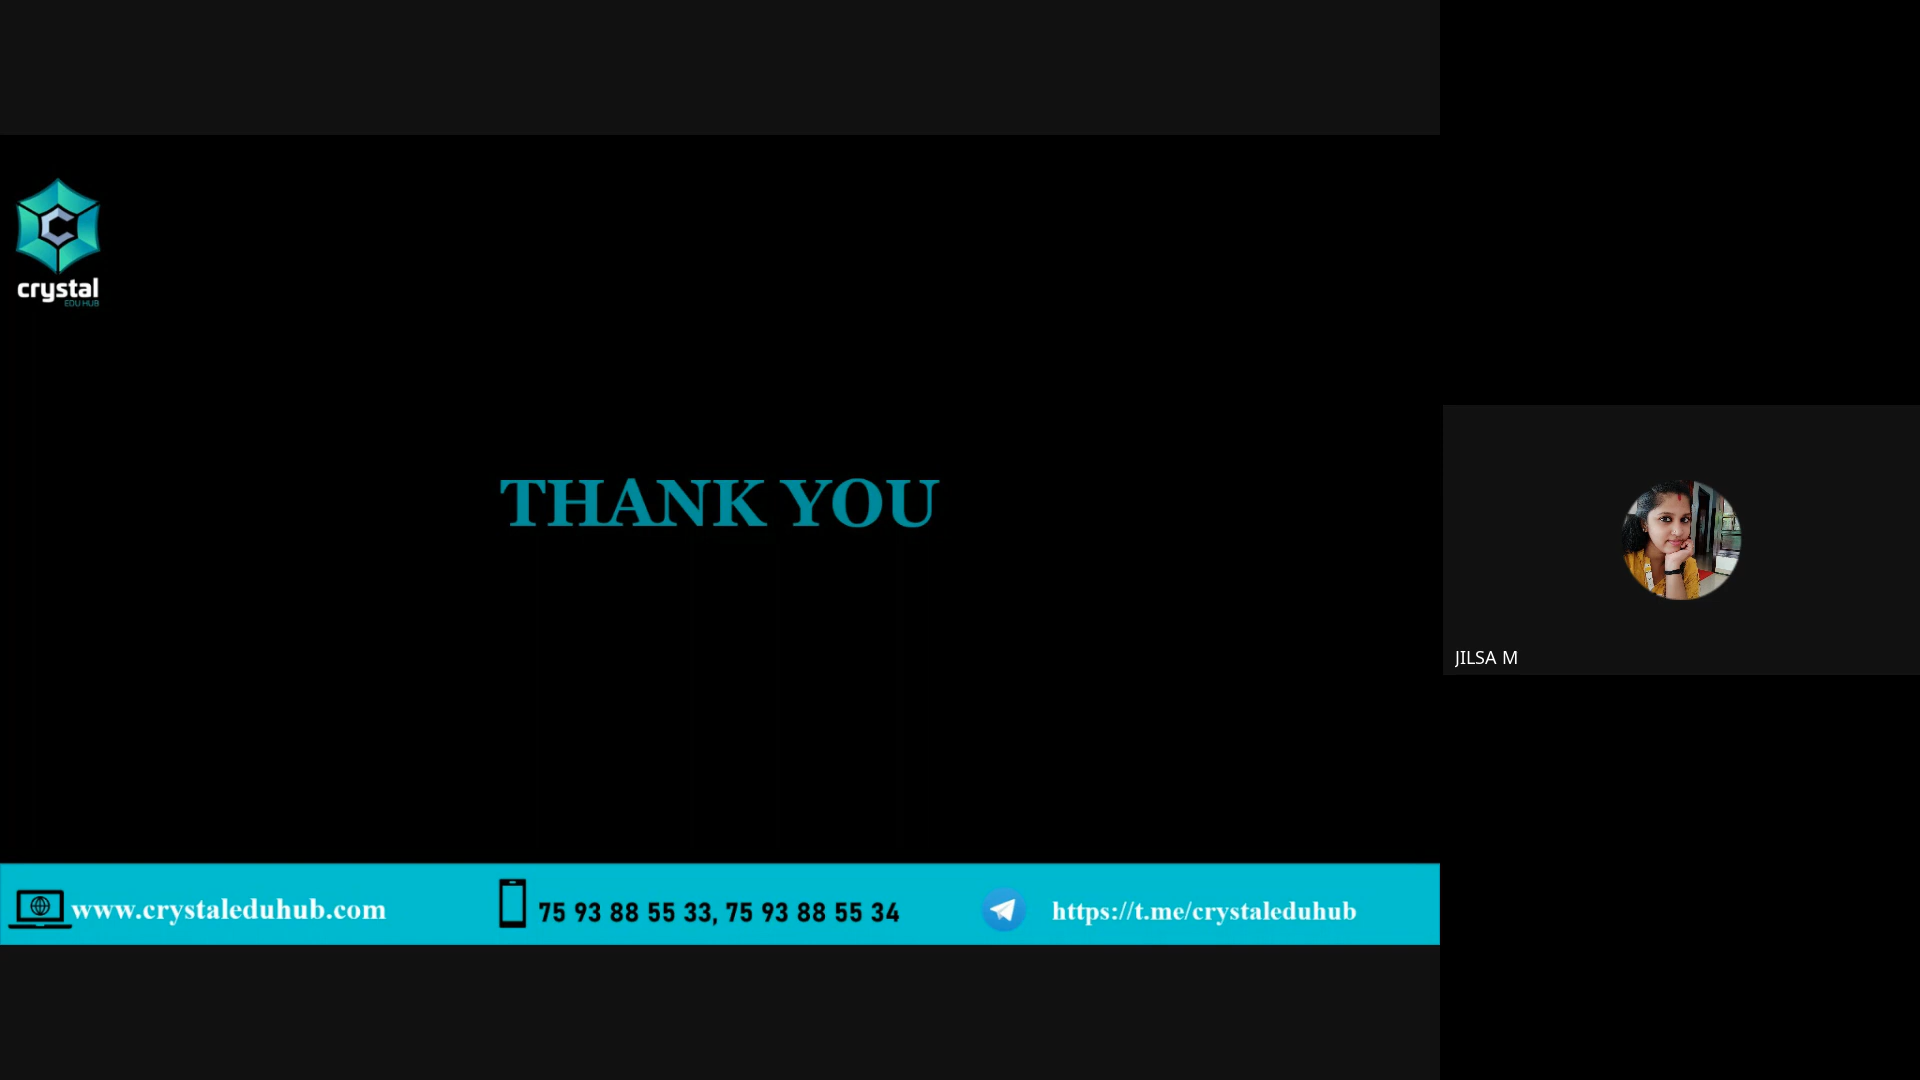 C
crystal
EDU HUB
THANK YOU
JILSA M
www.crystaleduhub.com
75 93 88 55 33, 75 93 88 55 34
https://t.me/crystaleduhub